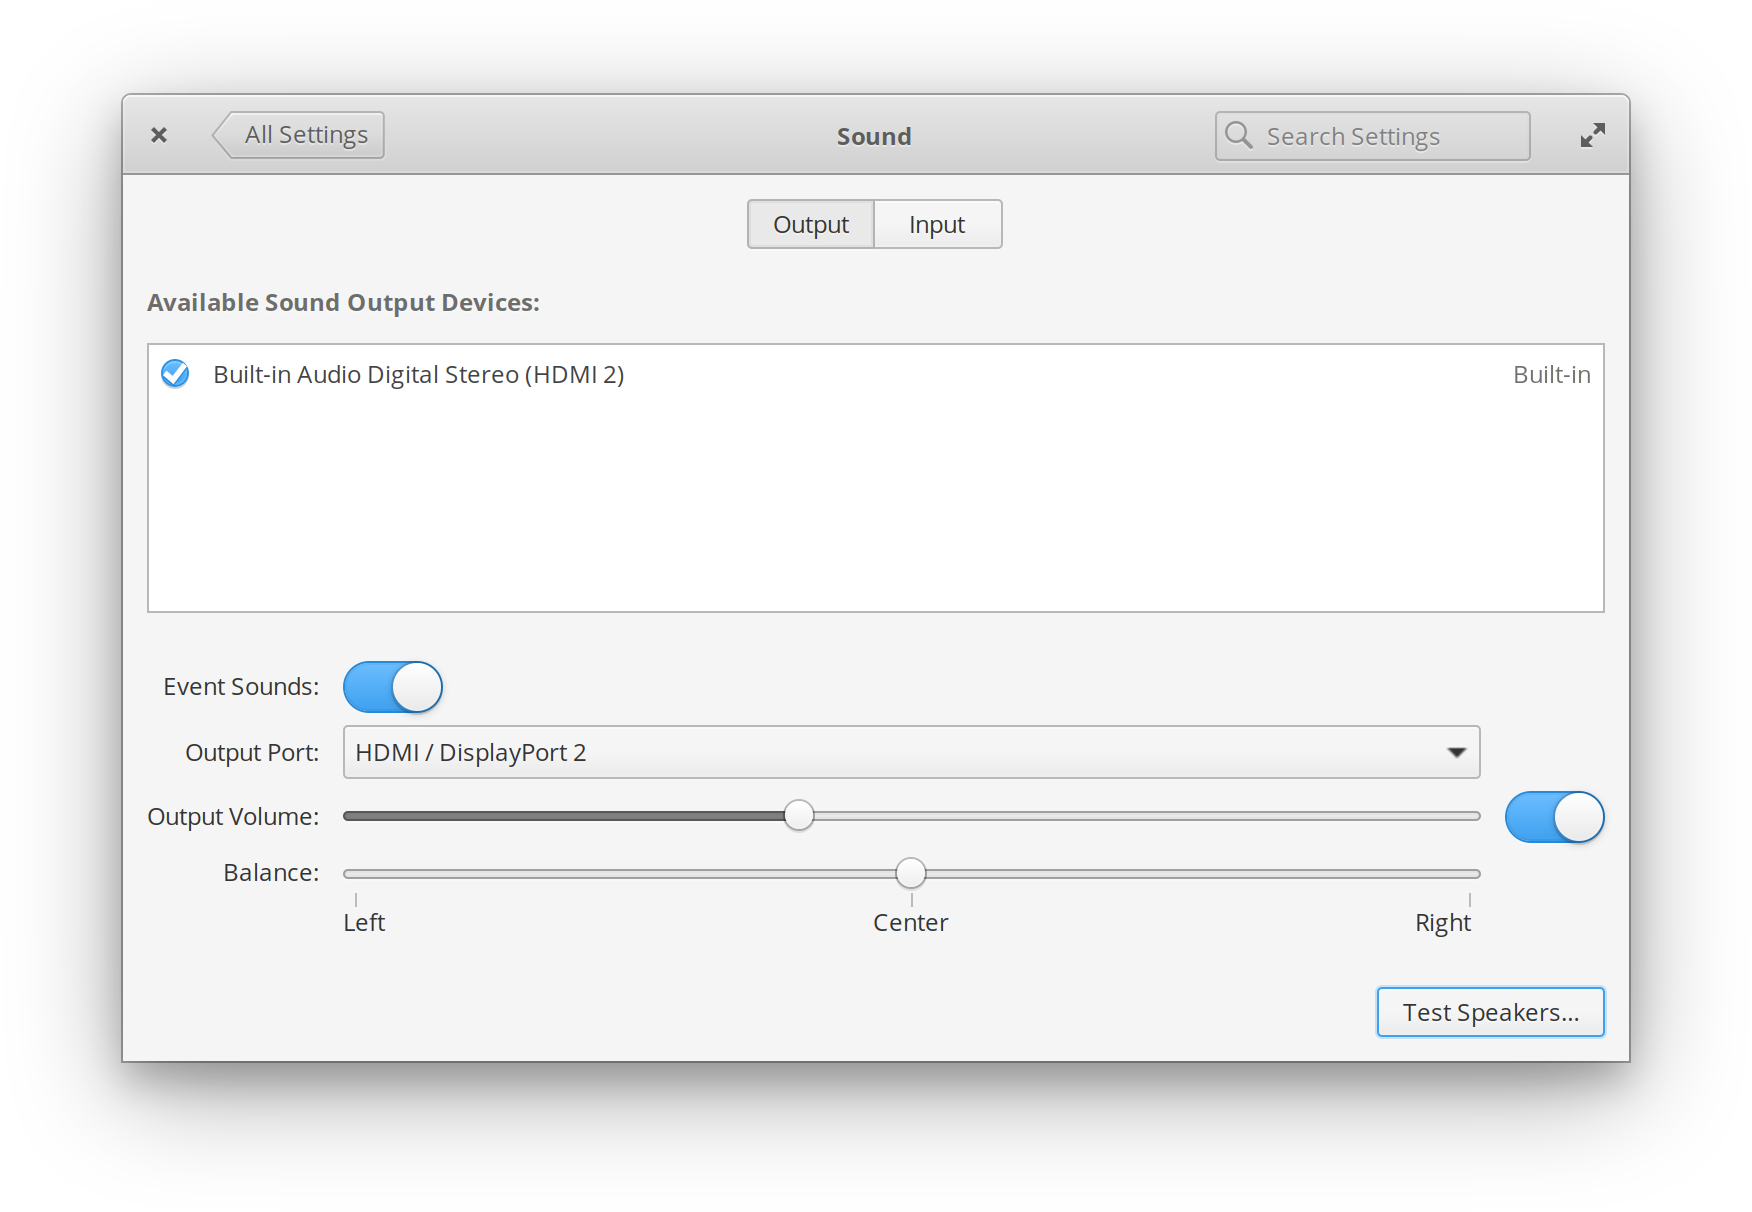 All Settings
Sound
Search Settings
Output
Input
Available Sound Output Devices:
Built-in Audio Digital Stereo (HDMI 2)
Built-in
Event Sounds:
Output Port:
HDMI / DisplayPort 2
Output Volume:
Balance:
Left
Center
Right
Test Speakers...